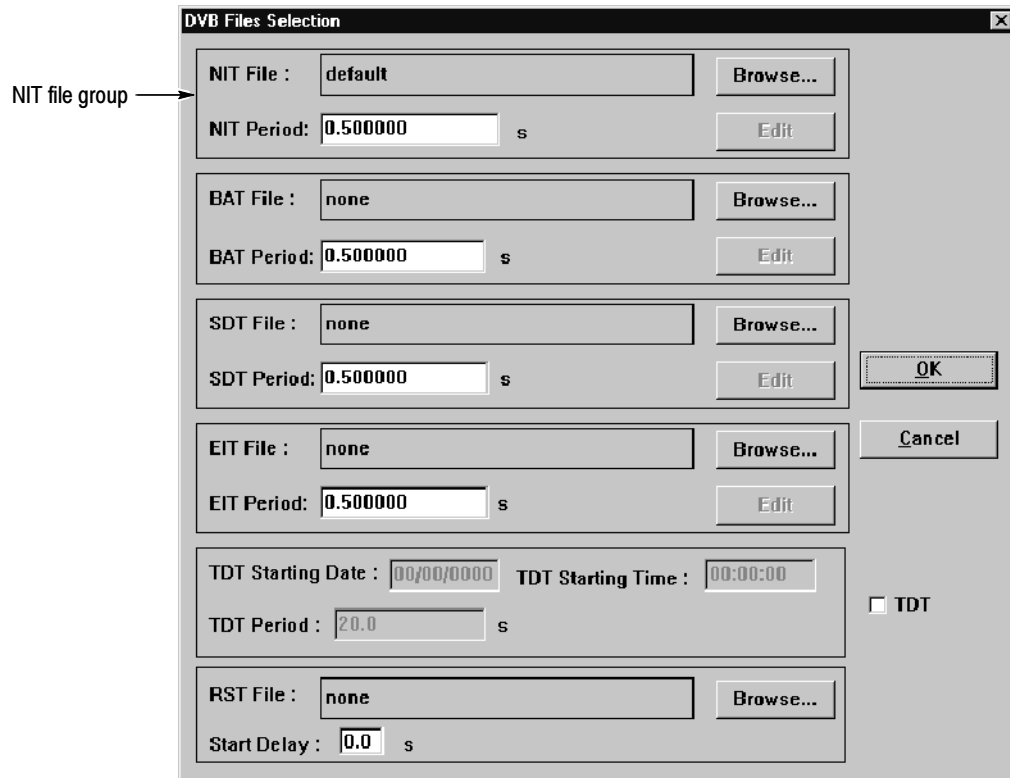 DVB Files Selection
NIT file group
NIT File : default Browse...
NIT Period: 0.500000 s Edit
BAT File : none Browse...
BAT Period: 0.500000 s Edit
SDT File : none Browse...
SDT Period: 0.500000 s Edit
OK
EIT File : none Browse...
Cancel
EIT Period: 0.500000 s Edit
TDT Starting Date : 00/00/0000 TDT Starting Time : 00:00:00
TDT
TDT Period : 20.0 s
RST File : none Browse...
Start Delay : 0.0 s